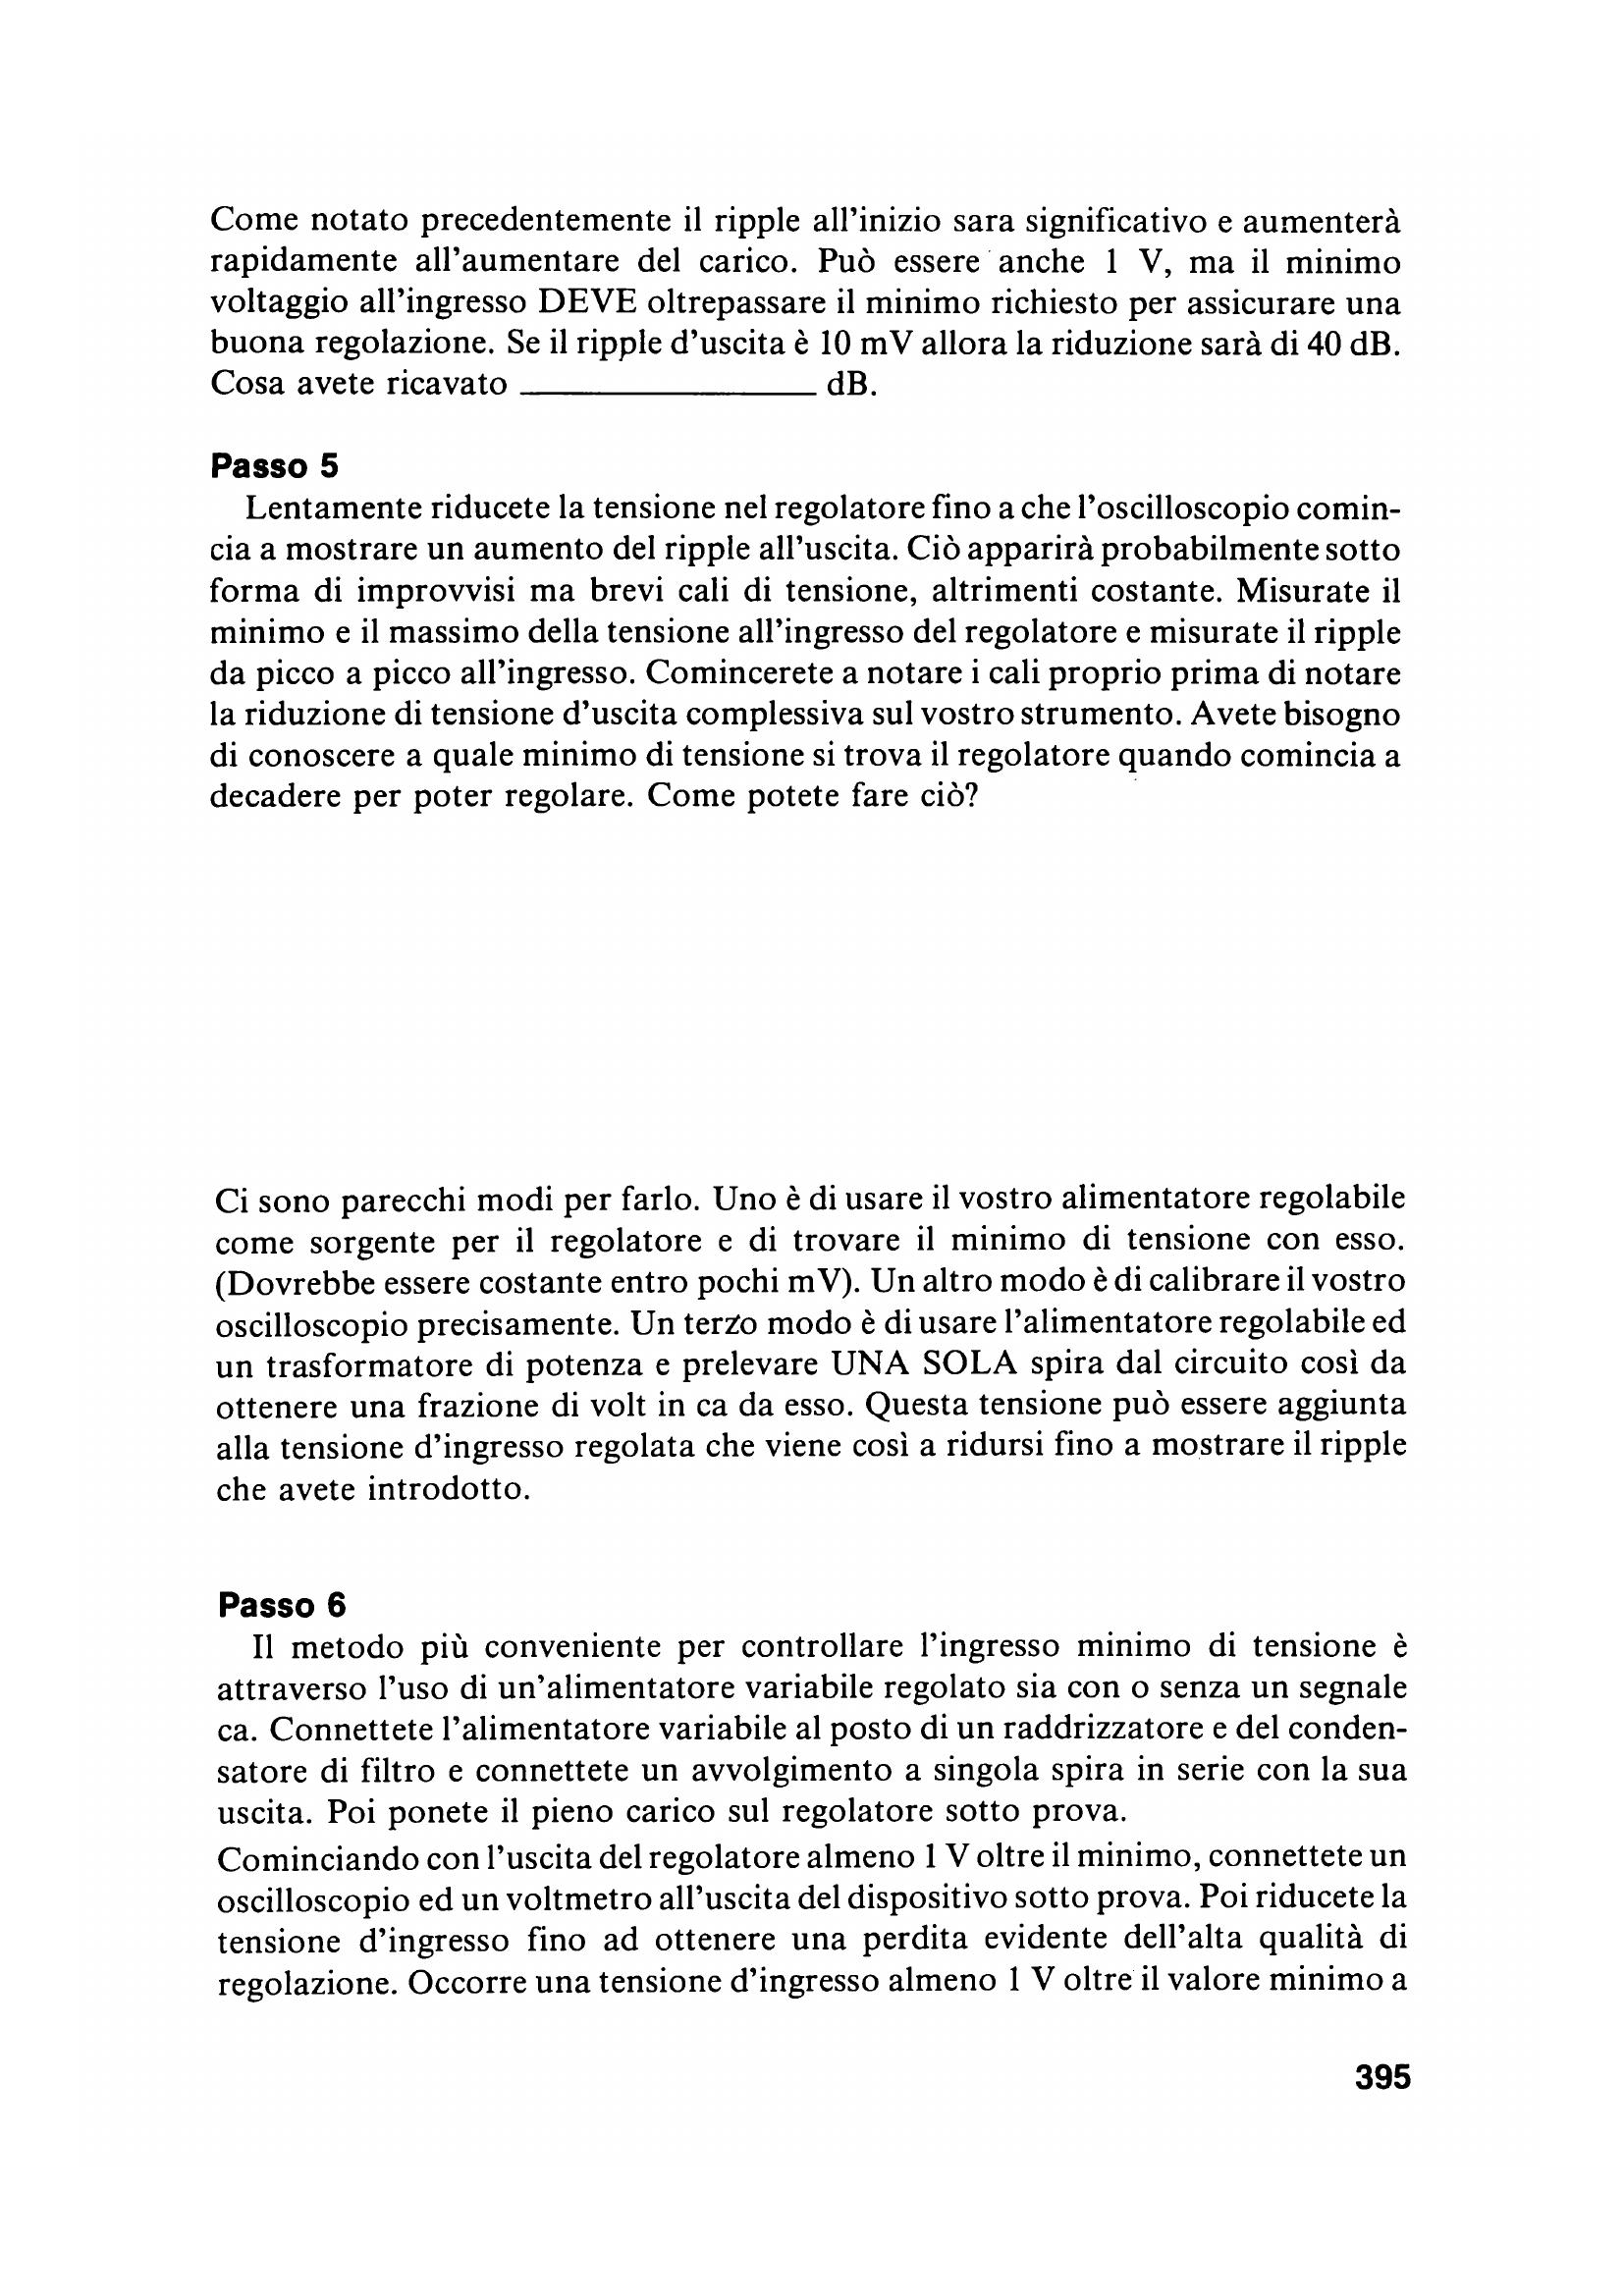 Come notato precedentemente il ripple all'inizio sara significativo e aumenterà
rapidamente all'aumentare del carico. Può essere anche 1 V, ma il minimo
voltaggio all'ingresso DEVE oltrepassare il minimo richiesto per assicurare una
buona regolazione. Se il ripple d'uscita è 10 mV allora la riduzione sarà di 40 dB.
Cosa avete ricavato ________________ dB.
Passo 5
Lentamente riducete la tensione nel regolatore fino a che l'oscilloscopio comin-
cia a mostrare un aumento del ripple all'uscita. Ciò apparirà probabilmente sotto
forma di improvvisi ma brevi cali di tensione, altrimenti costante. Misurate il
minimo e il massimo della tensione all'ingresso del regolatore e misurate il ripple
da picco a picco all'ingresso. Comincerete a notare i cali proprio prima di notare
la riduzione di tensione d'uscita complessiva sul vostro strumento. Avete bisogno
di conoscere a quale minimo di tensione si trova il regolatore quando comincia a
decadere per poter regolare. Come potete fare ciò?
Ci sono parecchi modi per farlo. Uno è di usare il vostro alimentatore regolabile
come sorgente per il regolatore e di trovare il minimo di tensione con esso.
(Dovrebbe essere costante entro pochi mV). Un altro modo è di calibrare il vostro
oscilloscopio precisamente. Un terzo modo è di usare l'alimentatore regolabile ed
un trasformatore di potenza e prelevare UNA SOLA spira dal circuito così da
ottenere una frazione di volt in ca da esso. Questa tensione può essere aggiunta
alla tensione d'ingresso regolata che viene così a ridursi fino a mostrare il ripple
che avete introdotto.
Passo 6
Il metodo più conveniente per controllare l'ingresso minimo di tensione è
attraverso l'uso di un'alimentatore variabile regolato sia con o senza un segnale
ca. Connettete l'alimentatore variabile al posto di un raddrizzatore e del conden-
satore di filtro e connettete un avvolgimento a singola spira in serie con la sua
uscita. Poi ponete il pieno carico sul regolatore sotto prova.
Cominciando con l'uscita del regolatore almeno 1 V oltre il minimo, connettete un
oscilloscopio ed un voltmetro all'uscita del dispositivo sotto prova. Poi riducete la
tensione d'ingresso fino ad ottenere una perdita evidente dell'alta qualità di
regolazione. Occorre una tensione d'ingresso almeno 1 V oltre il valore minimo a
395